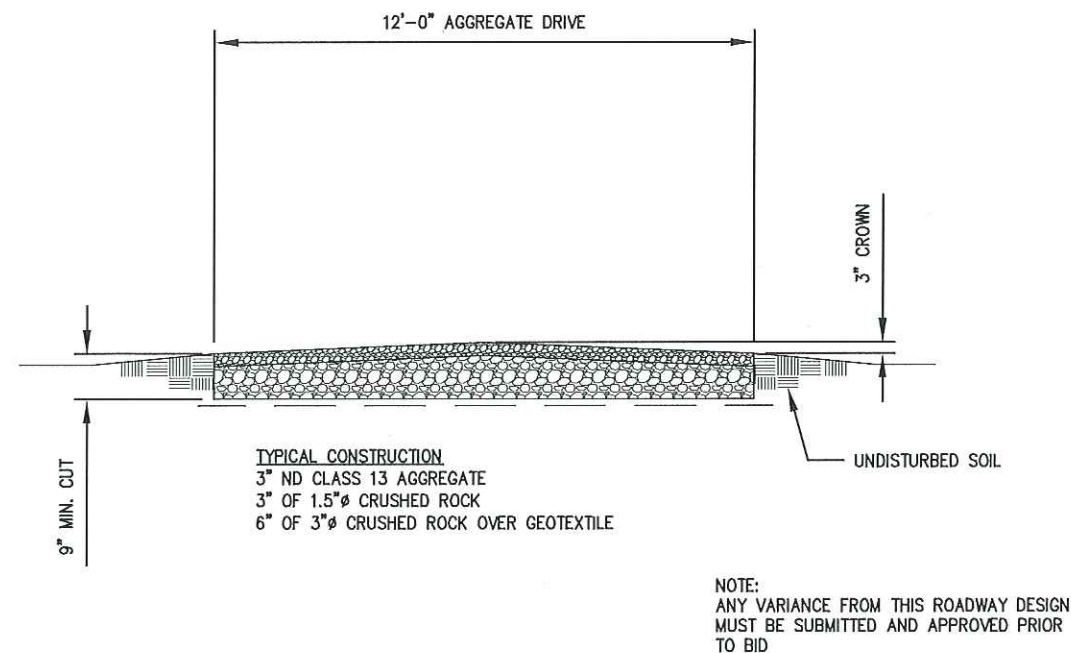 12'-0" AGGREGATE DRIVE
3" CROWN
9" MIN. CUT
TYPICAL CONSTRUCTION
3" ND CLASS 13 AGGREGATE
3" OF 1.5"ø CRUSHED ROCK
6" OF 3"ø CRUSHED ROCK OVER GEOTEXTILE
UNDISTURBED SOIL
NOTE:
ANY VARIANCE FROM THIS ROADWAY DESIGN
MUST BE SUBMITTED AND APPROVED PRIOR
TO BID